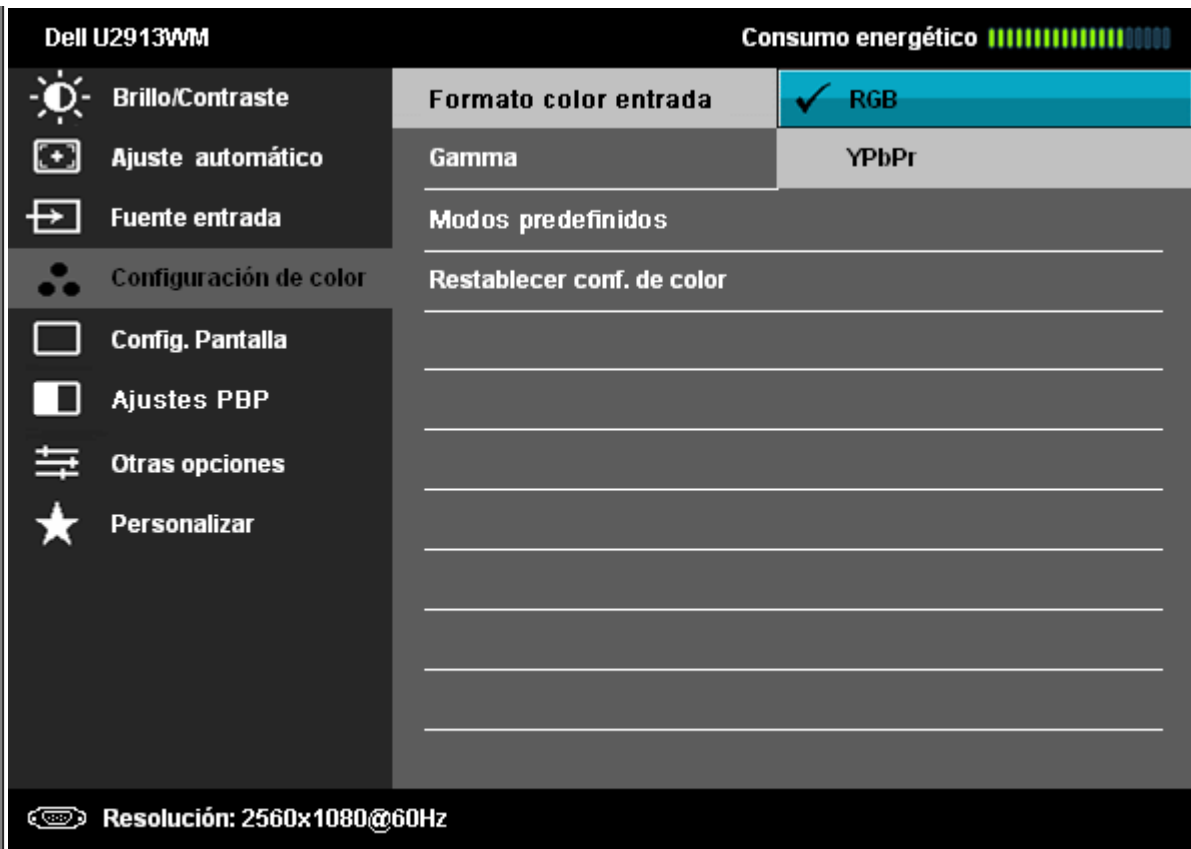 Dell U2913WM Consumo energético
Brillo/Contraste Formato color entrada RGB
Ajuste automático Gamma YPbPr
Fuente entrada Modos predefinidos
Configuración de color Restablecer conf. de color
Config. Pantalla
Ajustes PBP
Otras opciones
Personalizar
Resolución: 2560x1080@60Hz